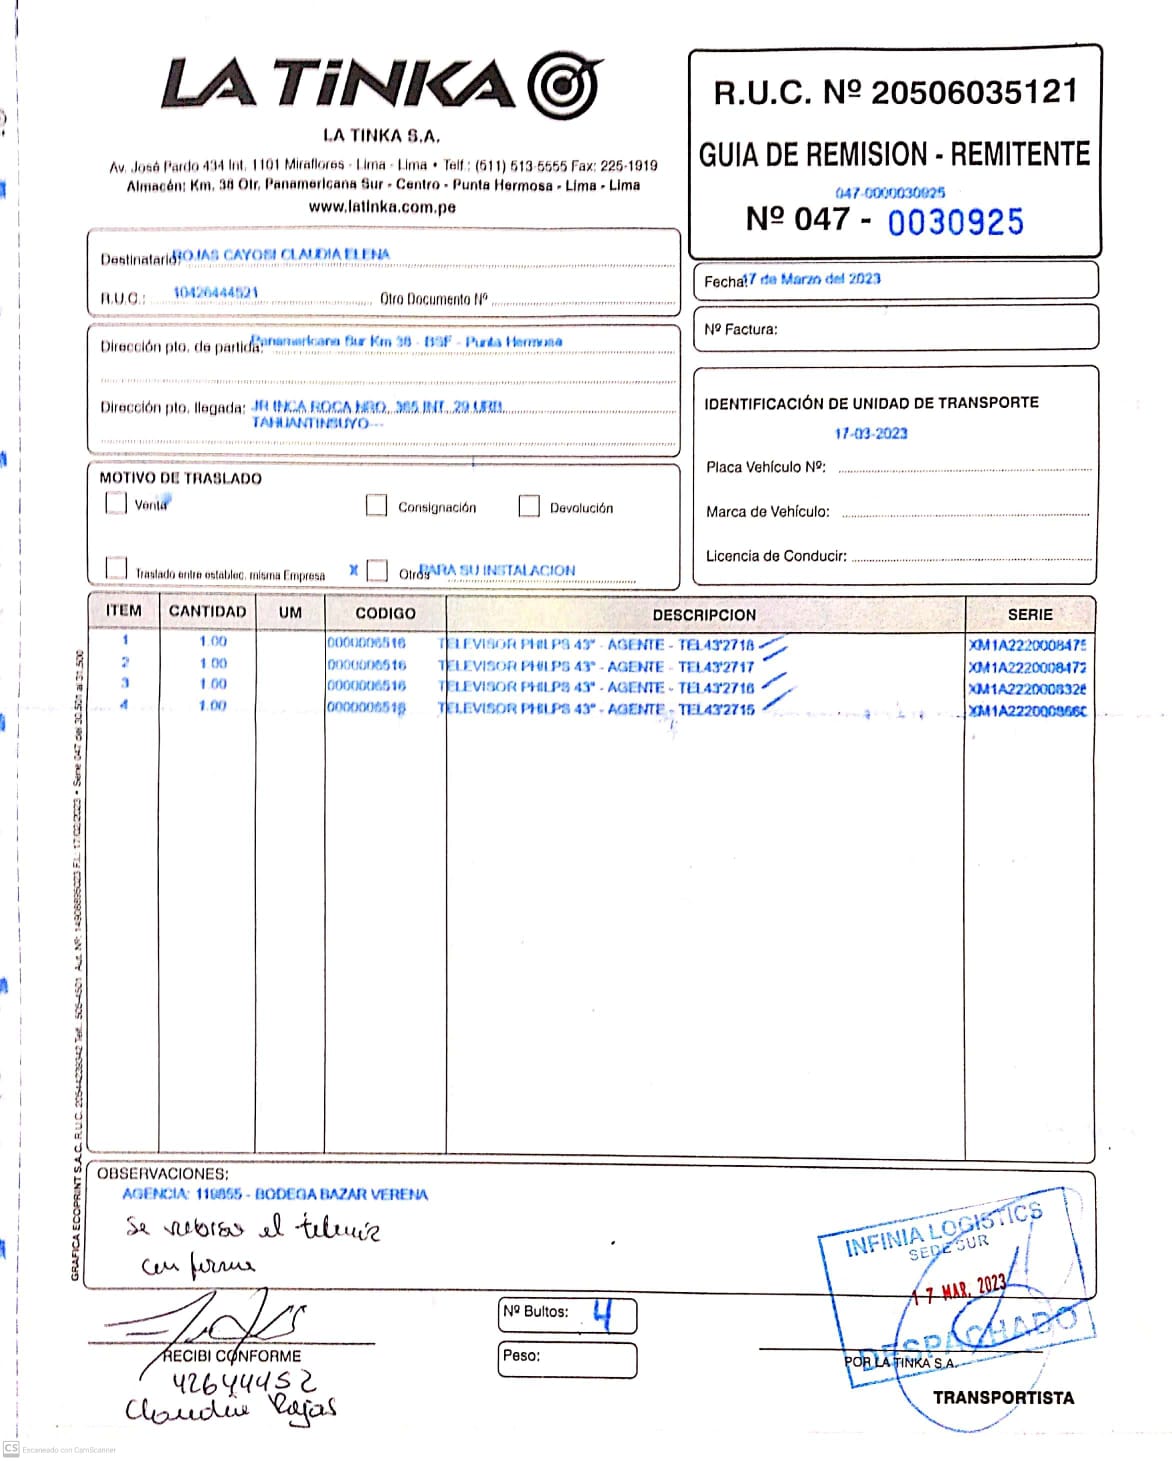 LA TiNKA
LA TINKA S.A.
Av. José Pardo 434 Int. 1101 Miraflores - Lima - Lima • Telf.: (511) 513-5555 Fax: 225-1919
Almacén: Km. 38 Otr. Panamericana Sur - Centro - Punta Hermosa - Lima - Lima
www.latinka.com.pe
R.U.C. Nº 20506035121
GUIA DE REMISION - REMITENTE
047-0000030925
Nº 047 - 0030925
Destinatario: ROJAS CAYOSI CLAUDIA ELENA
R.U.C.: 10426444521 Otro Documento Nº
Fecha: 17 de Marzo del 2023
Nº Factura:
Dirección pto. de partida: Panamericana Sur Km 38 - BSF - Punta Hermosa
Dirección pto. llegada: JR INCA ROCA NRO. 365 INT. 29 URB.
TAHUANTINSUYO---
IDENTIFICACIÓN DE UNIDAD DE TRANSPORTE
17-03-2023
Placa Vehículo Nº:
Marca de Vehículo:
Licencia de Conducir:
MOTIVO DE TRASLADO
Venta Consignación Devolución
Traslado entre establec. misma Empresa X Otros PARA SU INSTALACION
ITEM CANTIDAD UM CODIGO DESCRIPCION SERIE
1 1.00 0000006516 TELEVISOR PHILPS 43" - AGENTE - TEL43'2718 XM1A2220008475
2 1.00 0000006516 TELEVISOR PHILPS 43" - AGENTE - TEL43'2717 XM1A2220008472
3 1.00 0000006516 TELEVISOR PHILPS 43" - AGENTE - TEL43'2716 XM1A2220008326
4 1.00 0000006516 TELEVISOR PHILPS 43" - AGENTE - TEL43'2715
GRAFICA ECOPRINT S.A.C. R.U.C. 20544228342 Telf. 505-4501 Aut. Nº: 14908895023 F.I.: 17/02/2023 • Serie 047 del 30.501 al 31.500
OBSERVACIONES:
AGENCIA: 119855 - BODEGA BAZAR VERENA
Se el
conforme
INFINIA LOGISTICS
SEDE SUR
17 MAR. 2023
DESPACHADO
Nº Bultos: 4
Peso:
RECIBI CONFORME
42644452
Claudia Rojas
POR LA TINKA S.A.
TRANSPORTISTA
CS Escaneado con CamScanner